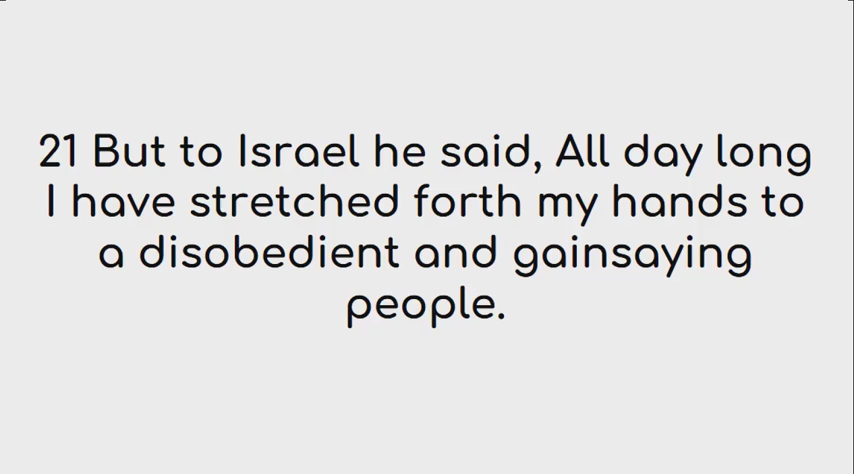 21 But to Israel he said, All day long
I have stretched forth my hands to
a disobedient and gainsaying
people.